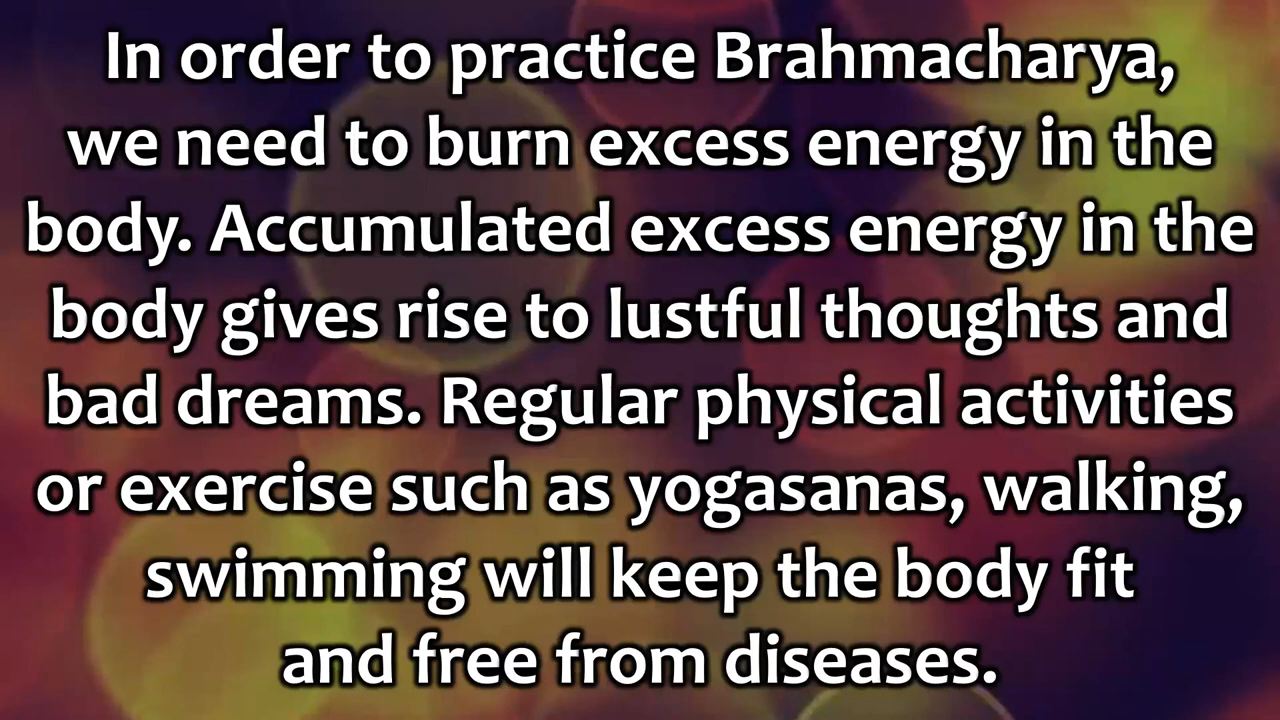 In order to practice Brahmacharya,
we need to burn excess energy in the
body. Accumulated excess energy in the
body gives rise to lustful thoughts and
bad dreams. Regular physical activities
or exercise such as yogasanas, walking,
swimming will keep the body fit
and free from diseases.